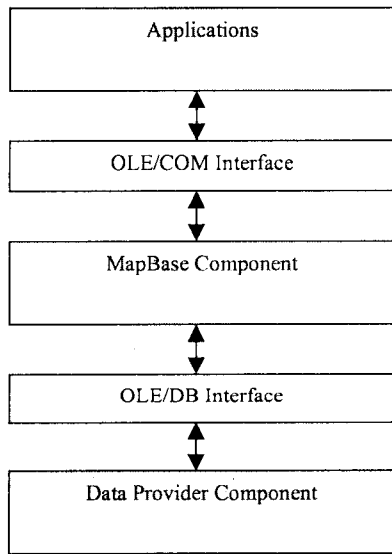 Applications
OLE/COM Interface
MapBase Component
OLE/DB Interface
Data Provider Component